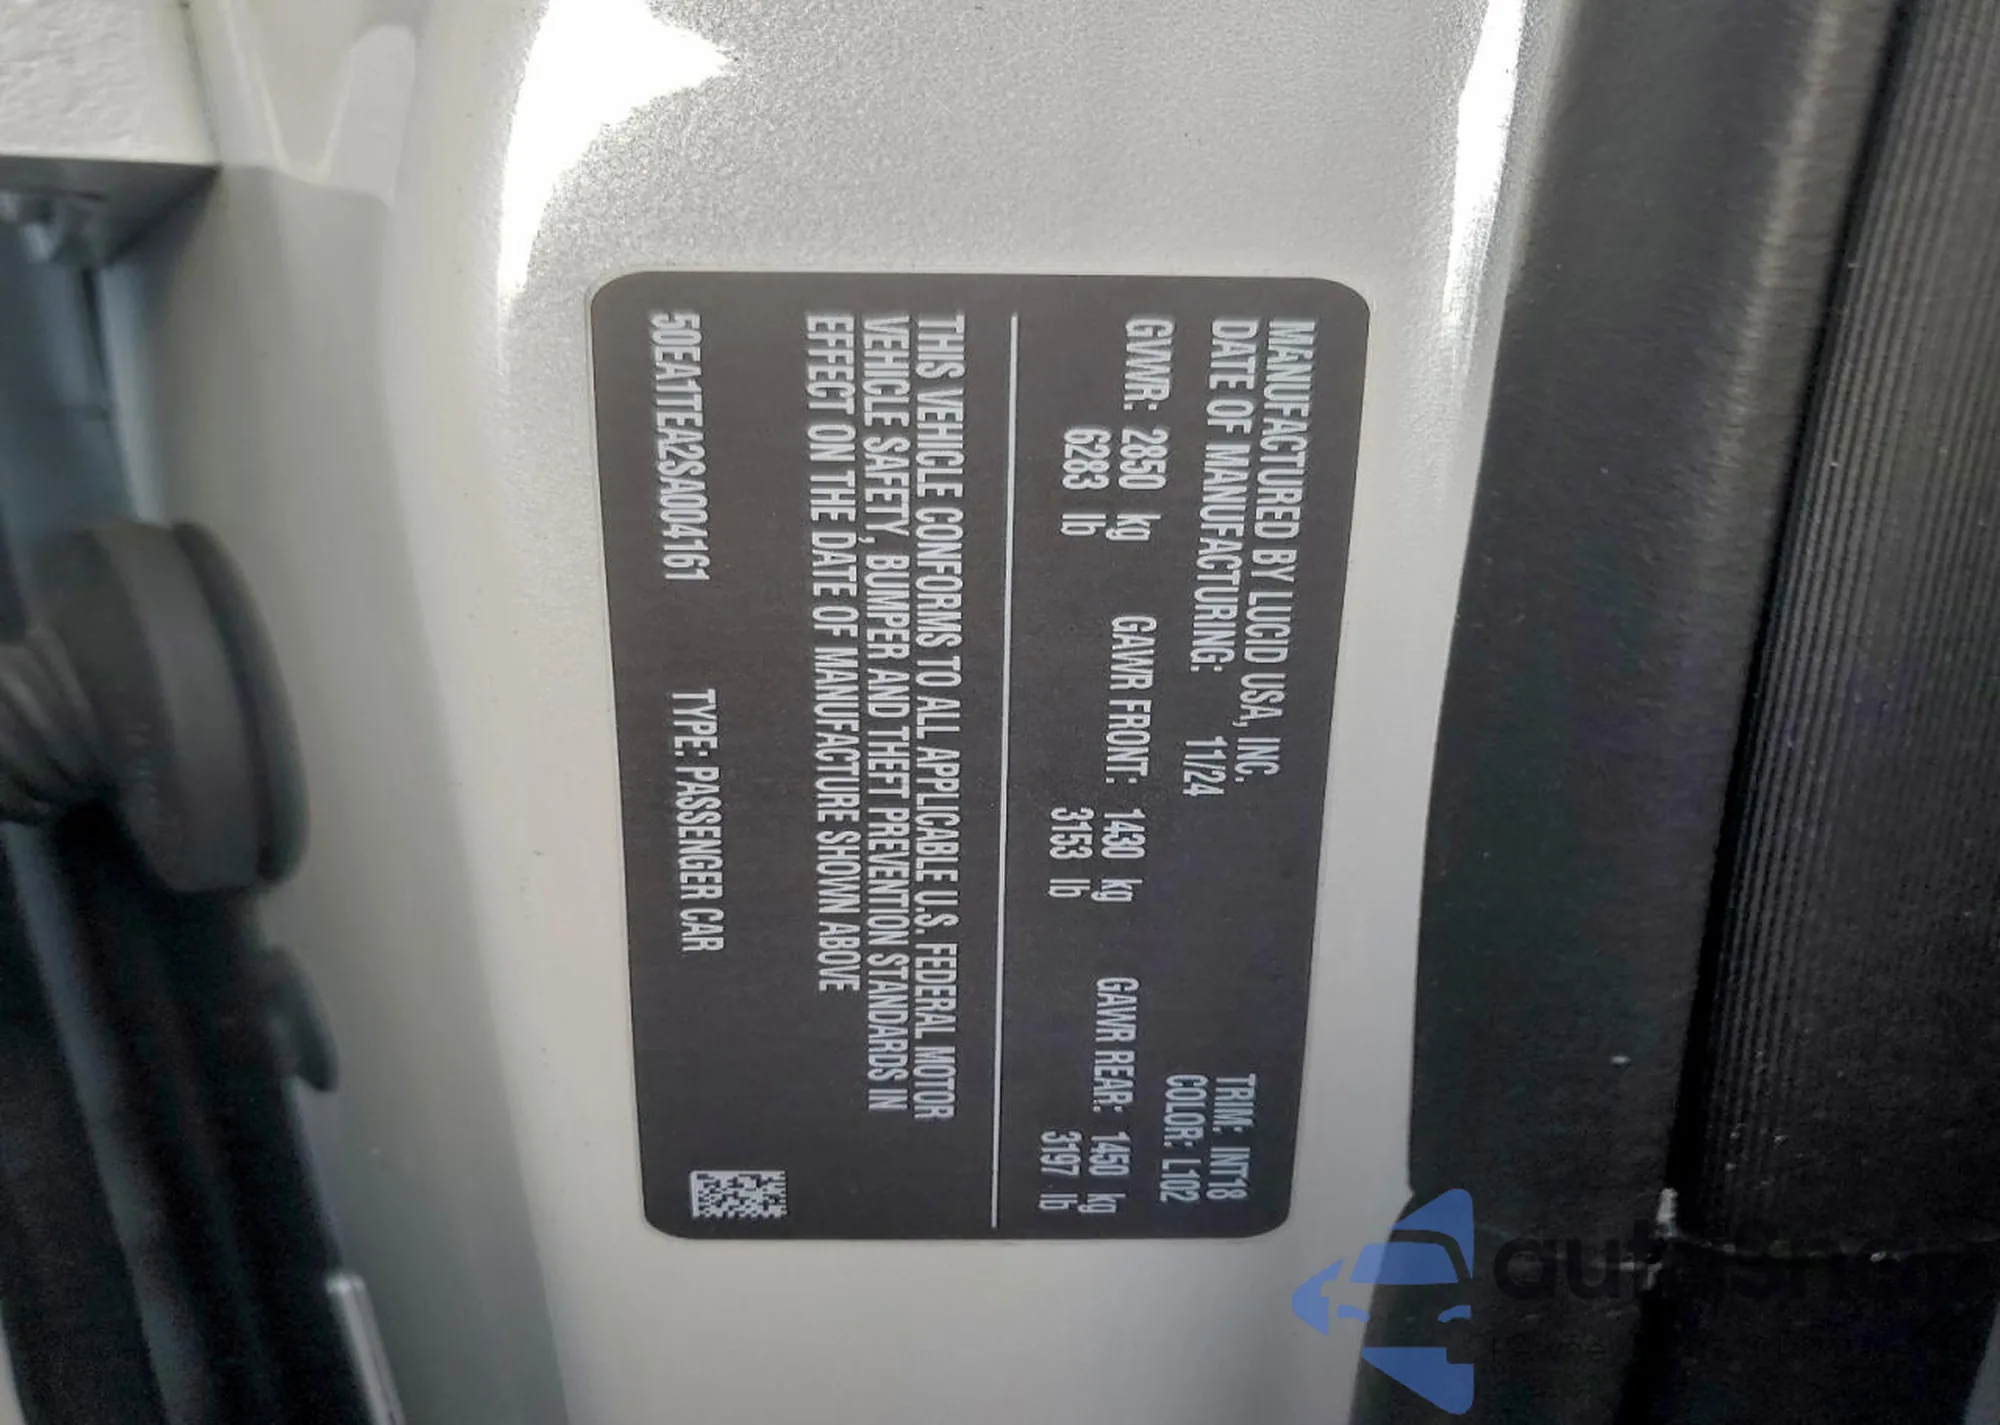 MANUFACTURED BY LUCID USA, INC.
DATE OF MANUFACTURING: 11/24
TRIM: INT18
COLOR: L102
GVWR: 2850 kg GAWR FRONT: 1430 kg GAWR REAR: 1450 kg
6283 lb 3153 lb 3197 lb
THIS VEHICLE CONFORMS TO ALL APPLICABLE U.S. FEDERAL MOTOR
VEHICLE SAFETY, BUMPER AND THEFT PREVENTION STANDARDS IN
EFFECT ON THE DATE OF MANUFACTURE SHOWN ABOVE
50EA1TEA2SA004161 TYPE: PASSENGER CAR